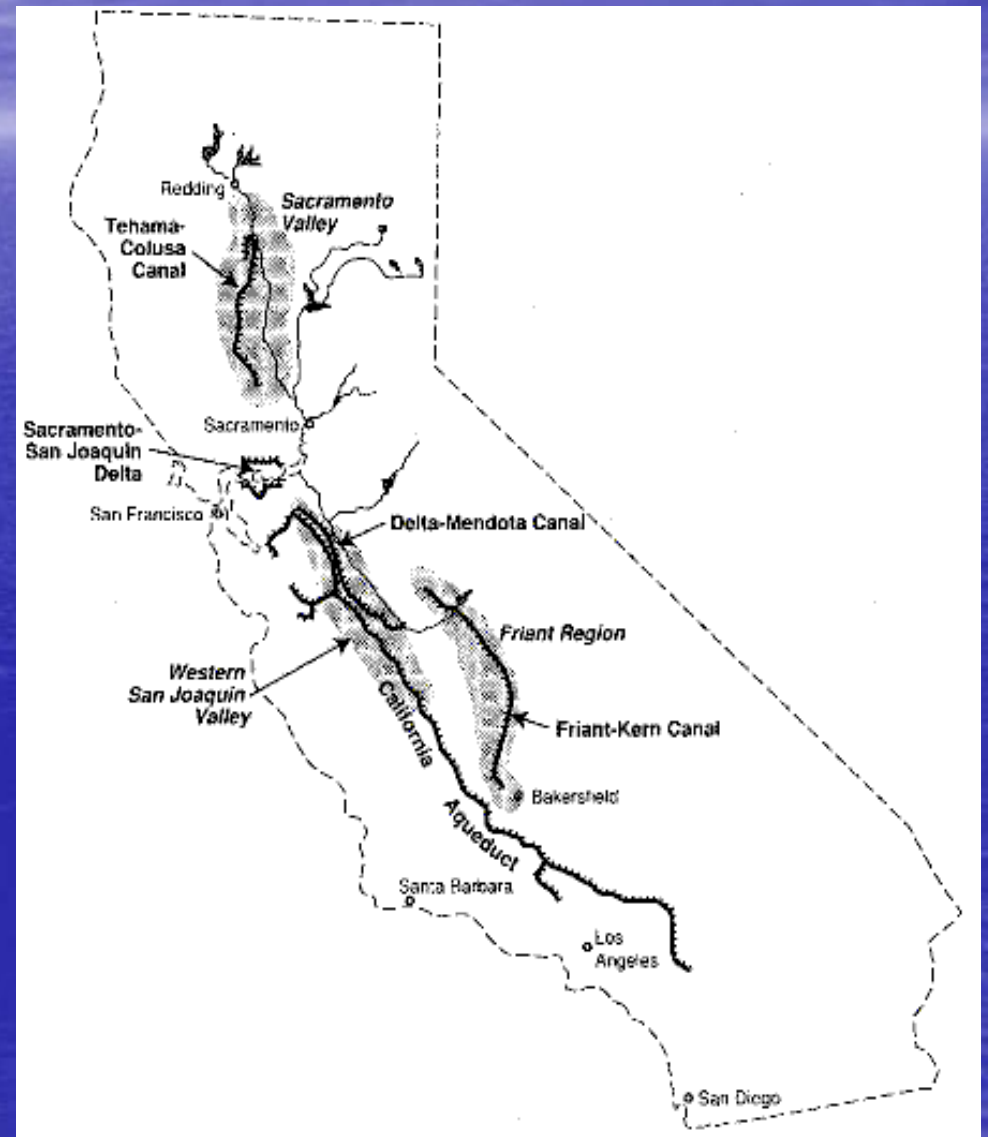 Redding
Sacramento
Valley
Tehama-
Colusa
Canal
Sacramento
Sacramento-
San Joaquin
Delta
San Francisco
Delta-Mendota Canal
Friant Region
Western
San Joaquin
Valley
California
Aqueduct
Friant-Kern Canal
Bakersfield
Santa Barbara
Los
Angeles
San Diego